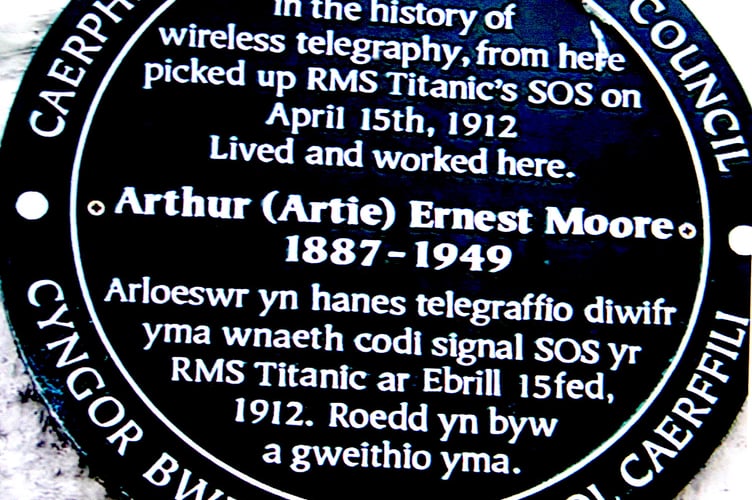 in the history of
wireless telegraphy, from here
picked up RMS Titanic's SOS on
April 15th, 1912
Lived and worked here.
Arthur (Artie) Ernest Moore
1887-1949
Arloeswr yn hanes telegraffio diwifr
yma wnaeth codi signal SOS yr
RMS Titanic ar Ebrill 15fed,
1912. Roedd yn byw
a gweithio yma.
COUNCIL
CYNGOR
CAERFFILI